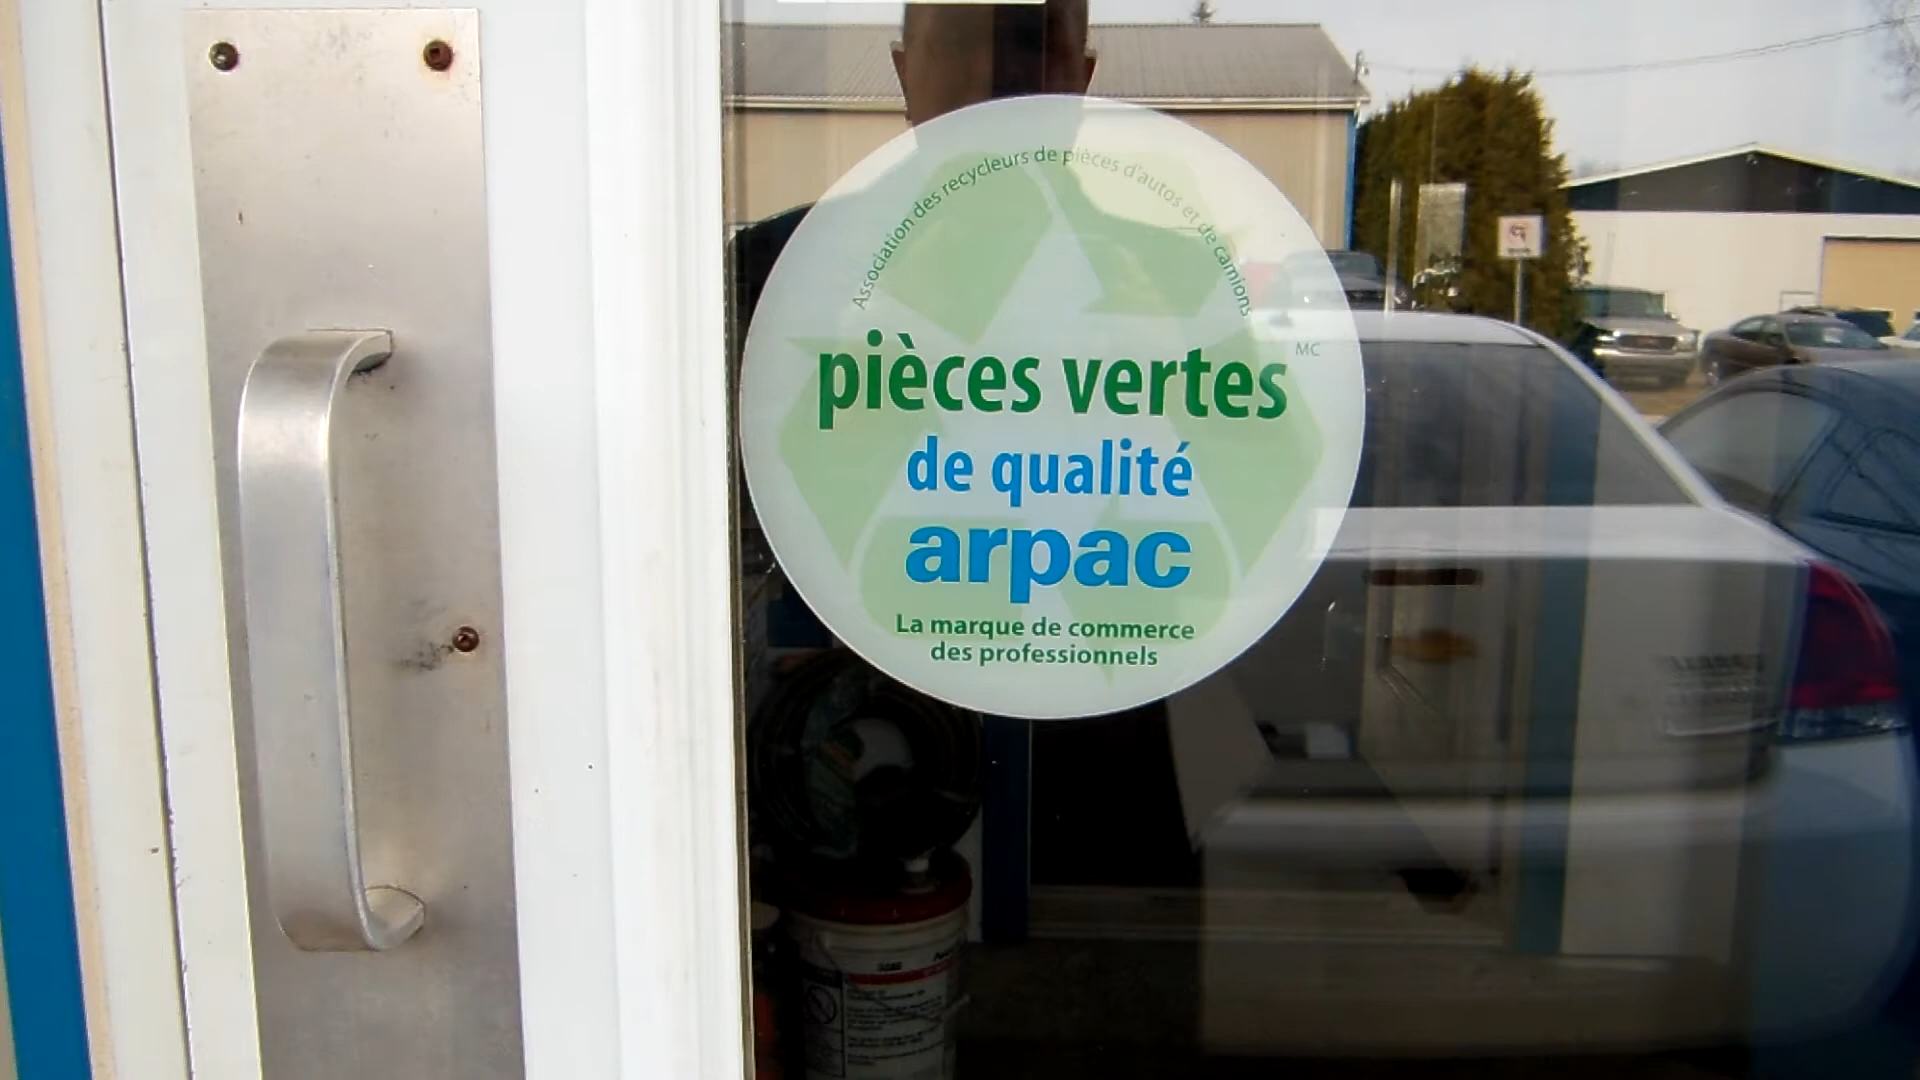 Association des recycleurs de pièces d'autos et de camions
pièces vertes
MC
de qualité
arpac
La marque de commerce
des professionnels